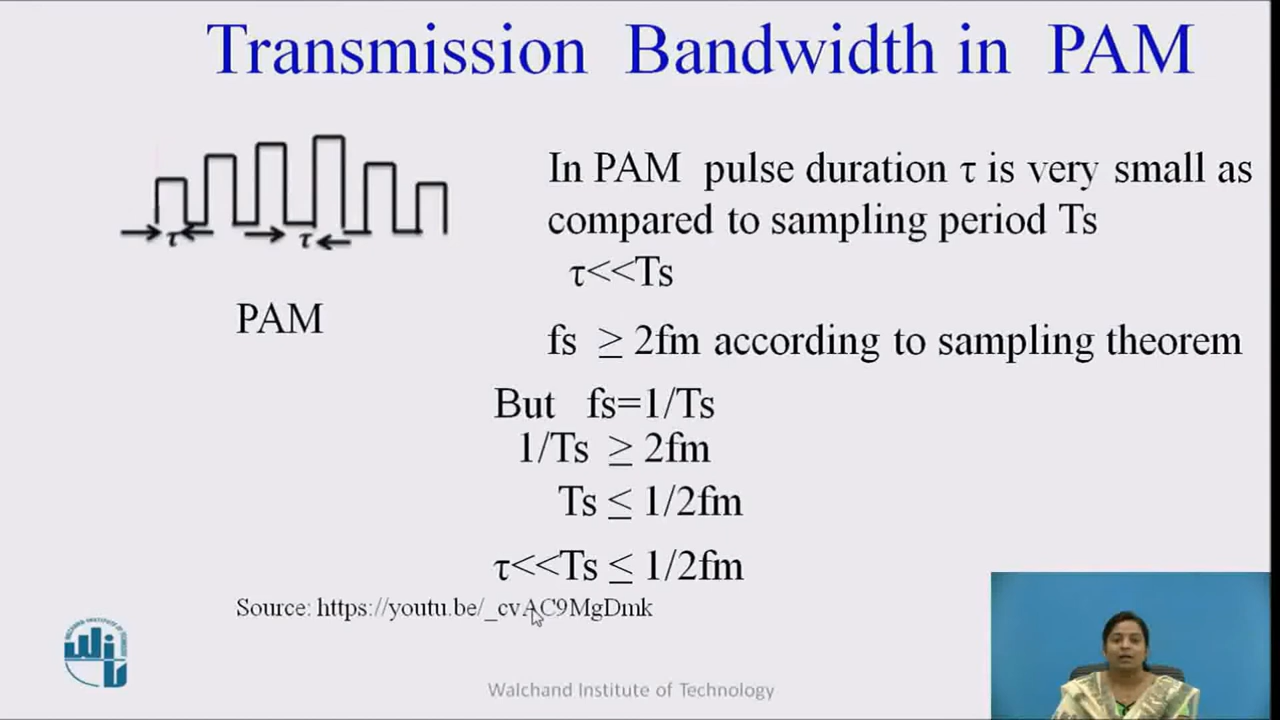 Transmission Bandwidth in PAM
τ τ
PAM
In PAM pulse duration τ is very small as
compared to sampling period Ts
τ<<Ts
fs ≥ 2fm according to sampling theorem
But fs=1/Ts
1/Ts ≥ 2fm
Ts ≤ 1/2fm
τ<<Ts ≤ 1/2fm
Source: https://youtu.be/_cvAC9MgDmk
WIT
Walchand Institute of Technology